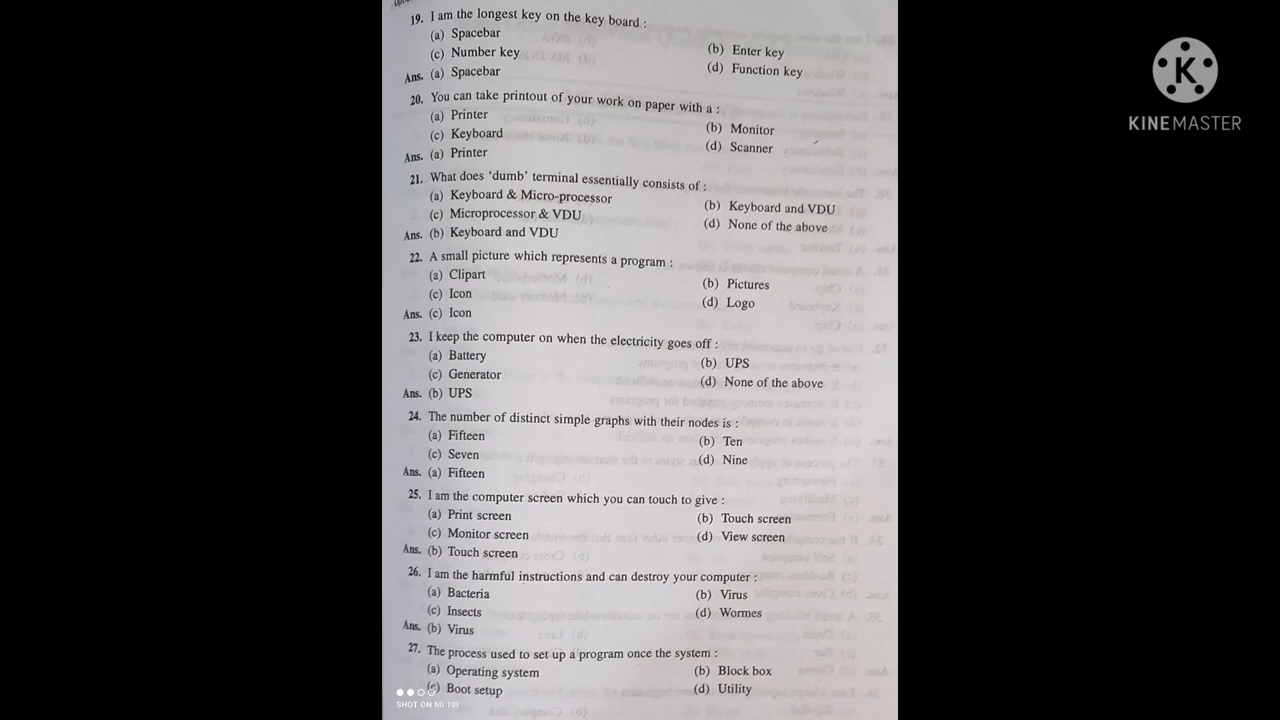 19. I am the longest key on the key board :
(a) Spacebar (b) Enter key
(c) Number key (d) Function key
Ans. (a) Spacebar
20. You can take printout of your work on paper with a :
(a) Printer (b) Monitor
(c) Keyboard (d) Scanner
Ans. (a) Printer
21. What does 'dumb' terminal essentially consists of :
(a) Keyboard & Micro-processor (b) Keyboard and VDU
(c) Microprocessor & VDU (d) None of the above
Ans. (b) Keyboard and VDU
22. A small picture which represents a program :
(a) Clipart (b) Pictures
(c) Icon (d) Logo
Ans. (c) Icon
23. I keep the computer on when the electricity goes off :
(a) Battery (b) UPS
(c) Generator (d) None of the above
Ans. (b) UPS
24. The number of distinct simple graphs with their nodes is :
(a) Fifteen (b) Ten
(c) Seven (d) Nine
Ans. (a) Fifteen
25. I am the computer screen which you can touch to give :
(a) Print screen (b) Touch screen
(c) Monitor screen (d) View screen
Ans. (b) Touch screen
26. I am the harmful instructions and can destroy your computer :
(a) Bacteria (b) Virus
(c) Insects (d) Wormes
Ans. (b) Virus
27. The process used to set up a program once the system :
(a) Operating system (b) Block box
(c) Boot setup (d) Utility
SHOT ON MI 10I
K
KINEMASTER